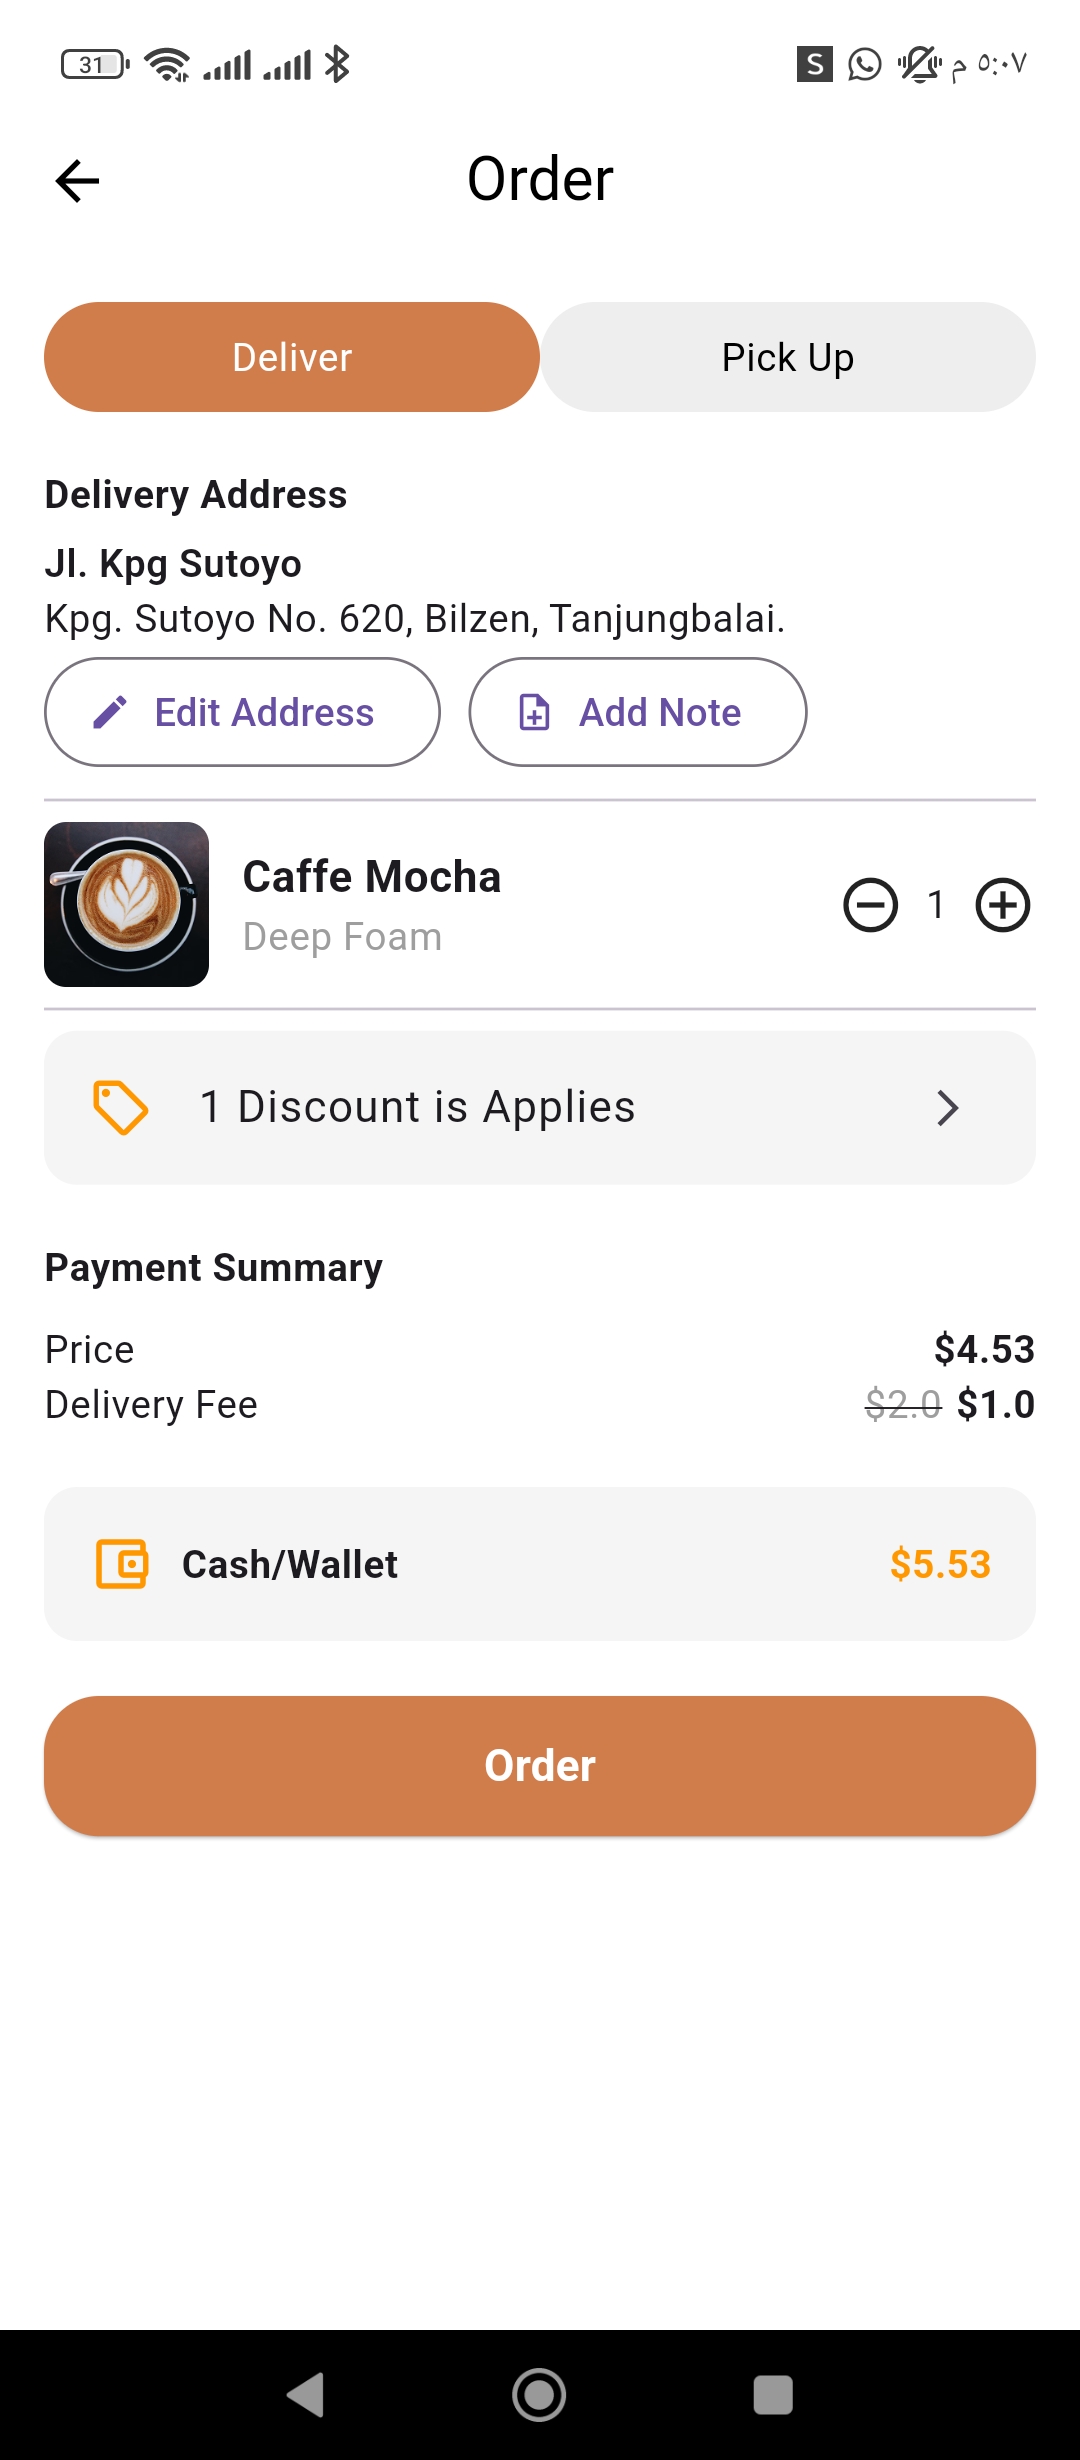 31 S م ٥:٠٧
Order
Deliver Pick Up
Delivery Address
Jl. Kpg Sutoyo
Kpg. Sutoyo No. 620, Bilzen, Tanjungbalai.
Edit Address Add Note
Caffe Mocha
Deep Foam
1
1 Discount is Applies
Payment Summary
Price $4.53
Delivery Fee $2.0 $1.0
Cash/Wallet $5.53
Order